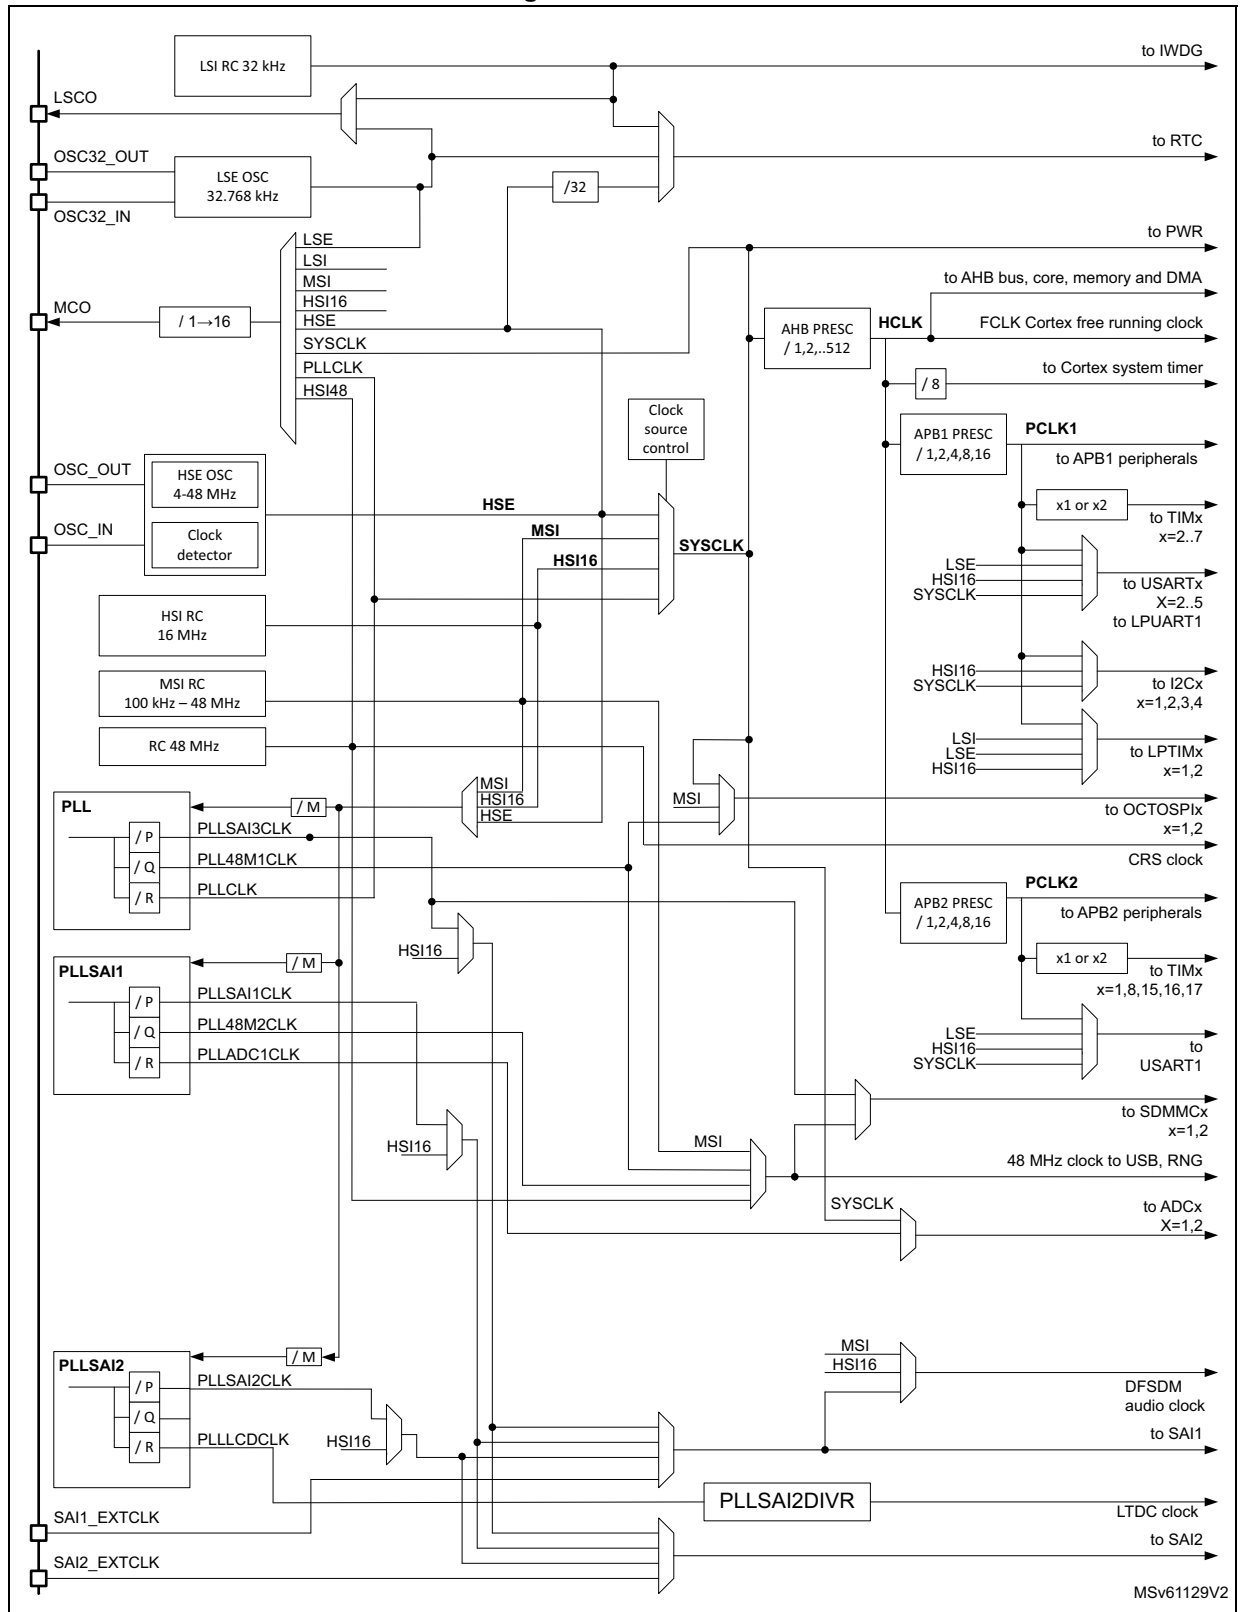 LSI RC 32 kHz
to IWDG
LSCO
to RTC
OSC32_OUT
LSE OSC
32.768 kHz
/32
OSC32_IN
LSE
LSI
MSI
HSI16
HSE
SYSCLK
PLLCLK
HSI48
to PWR
to AHB bus, core, memory and DMA
MCO
/ 1→16
AHB PRESC
/ 1,2,..512
HCLK
FCLK Cortex free running clock
to Cortex system timer
/ 8
Clock
source
control
APB1 PRESC
/ 1,2,4,8,16
PCLK1
to APB1 peripherals
OSC_OUT
HSE OSC
4-48 MHz
OSC_IN
Clock
detector
HSE
MSI
HSI16
SYSCLK
x1 or x2
to TIMx
x=2..7
LSE
HSI16
SYSCLK
to USARTx
X=2..5
to LPUART1
HSI RC
16 MHz
MSI RC
100 kHz – 48 MHz
RC 48 MHz
HSI16
SYSCLK
to I2Cx
x=1,2,3,4
LSI
LSE
HSI16
to LPTIMx
x=1,2
MSI
HSI16
HSE
MSI
to OCTOSPIx
x=1,2
CRS clock
PLL
/ M
/ P
PLLSAI3CLK
/ Q
PLL48M1CLK
/ R
PLLCLK
HSI16
APB2 PRESC
/ 1,2,4,8,16
PCLK2
to APB2 peripherals
x1 or x2
to TIMx
x=1,8,15,16,17
PLLSAI1
/ M
/ P
PLLSAI1CLK
/ Q
PLL48M2CLK
/ R
PLLADC1CLK
LSE
HSI16
SYSCLK
to
USART1
to SDMMCx
x=1,2
HSI16
MSI
48 MHz clock to USB, RNG
SYSCLK
to ADCx
X=1,2
PLLSAI2
/ M
/ P
PLLSAI2CLK
/ Q
/ R
PLLLCDCLK
HSI16
MSI
HSI16
DFSDM
audio clock
to SAI1
PLLSAI2DIVR
LTDC clock
SAI1_EXTCLK
to SAI2
SAI2_EXTCLK
MSv61129V2